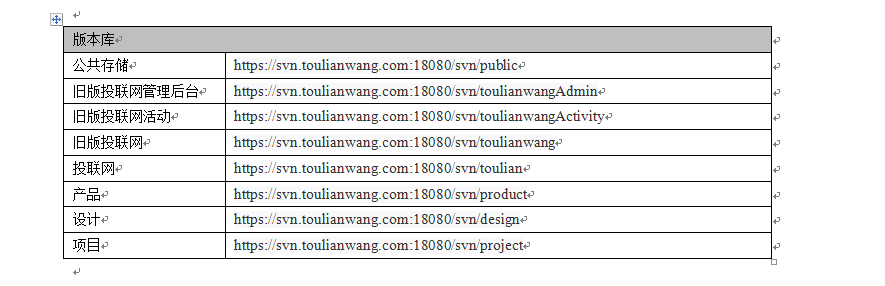 版本库
公共存储 https://svn.toulianwang.com:18080/svn/public
旧版投联网管理后台 https://svn.toulianwang.com:18080/svn/toulianwangAdmin
旧版投联网活动 https://svn.toulianwang.com:18080/svn/toulianwangActivity
旧版投联网 https://svn.toulianwang.com:18080/svn/toulianwang
投联网 https://svn.toulianwang.com:18080/svn/toulian
产品 https://svn.toulianwang.com:18080/svn/product
设计 https://svn.toulianwang.com:18080/svn/design
项目 https://svn.toulianwang.com:18080/svn/project